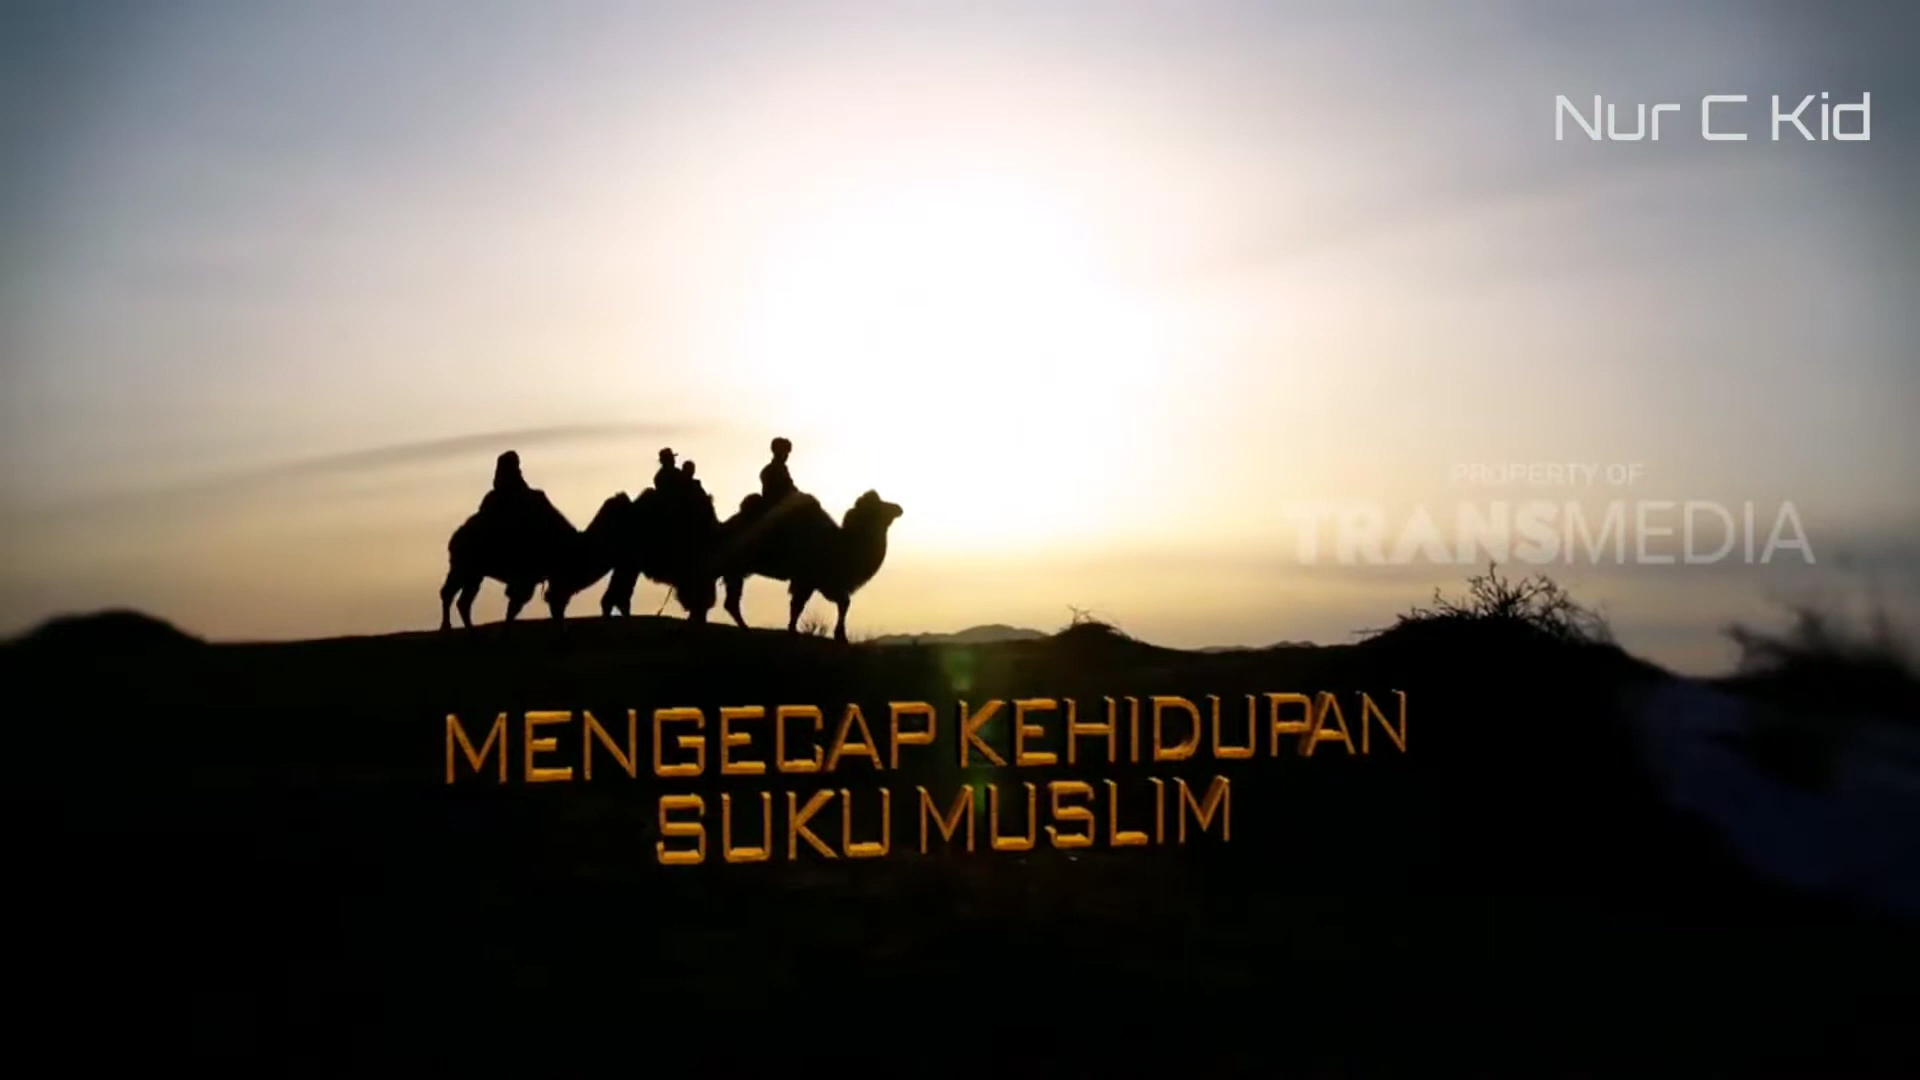 Nur C Kid
PROPERTY OF
TRANSMEDIA
MENGECAP KEHIDUPAN
SUKU MUSLIM